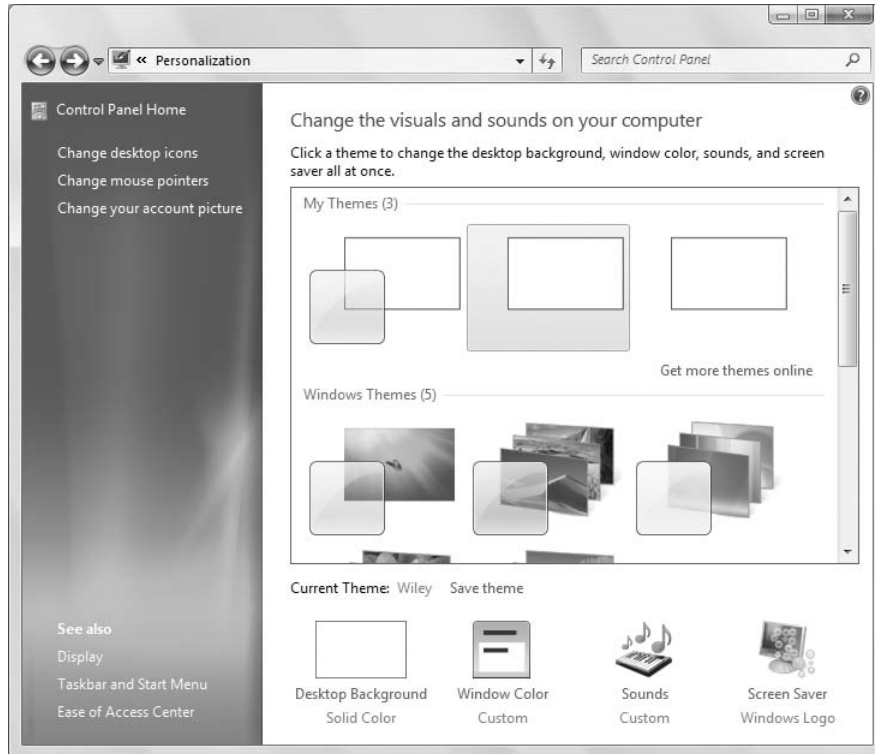 « Personalization
Search Control Panel
Control Panel Home
Change desktop icons
Change mouse pointers
Change your account picture
See also
Display
Taskbar and Start Menu
Ease of Access Center
Change the visuals and sounds on your computer
Click a theme to change the desktop background, window color, sounds, and screen
saver all at once.
My Themes (3)
Get more themes online
Windows Themes (5)
Current Theme: Wiley Save theme
Desktop Background Window Color Sounds Screen Saver
Solid Color Custom Custom Windows Logo